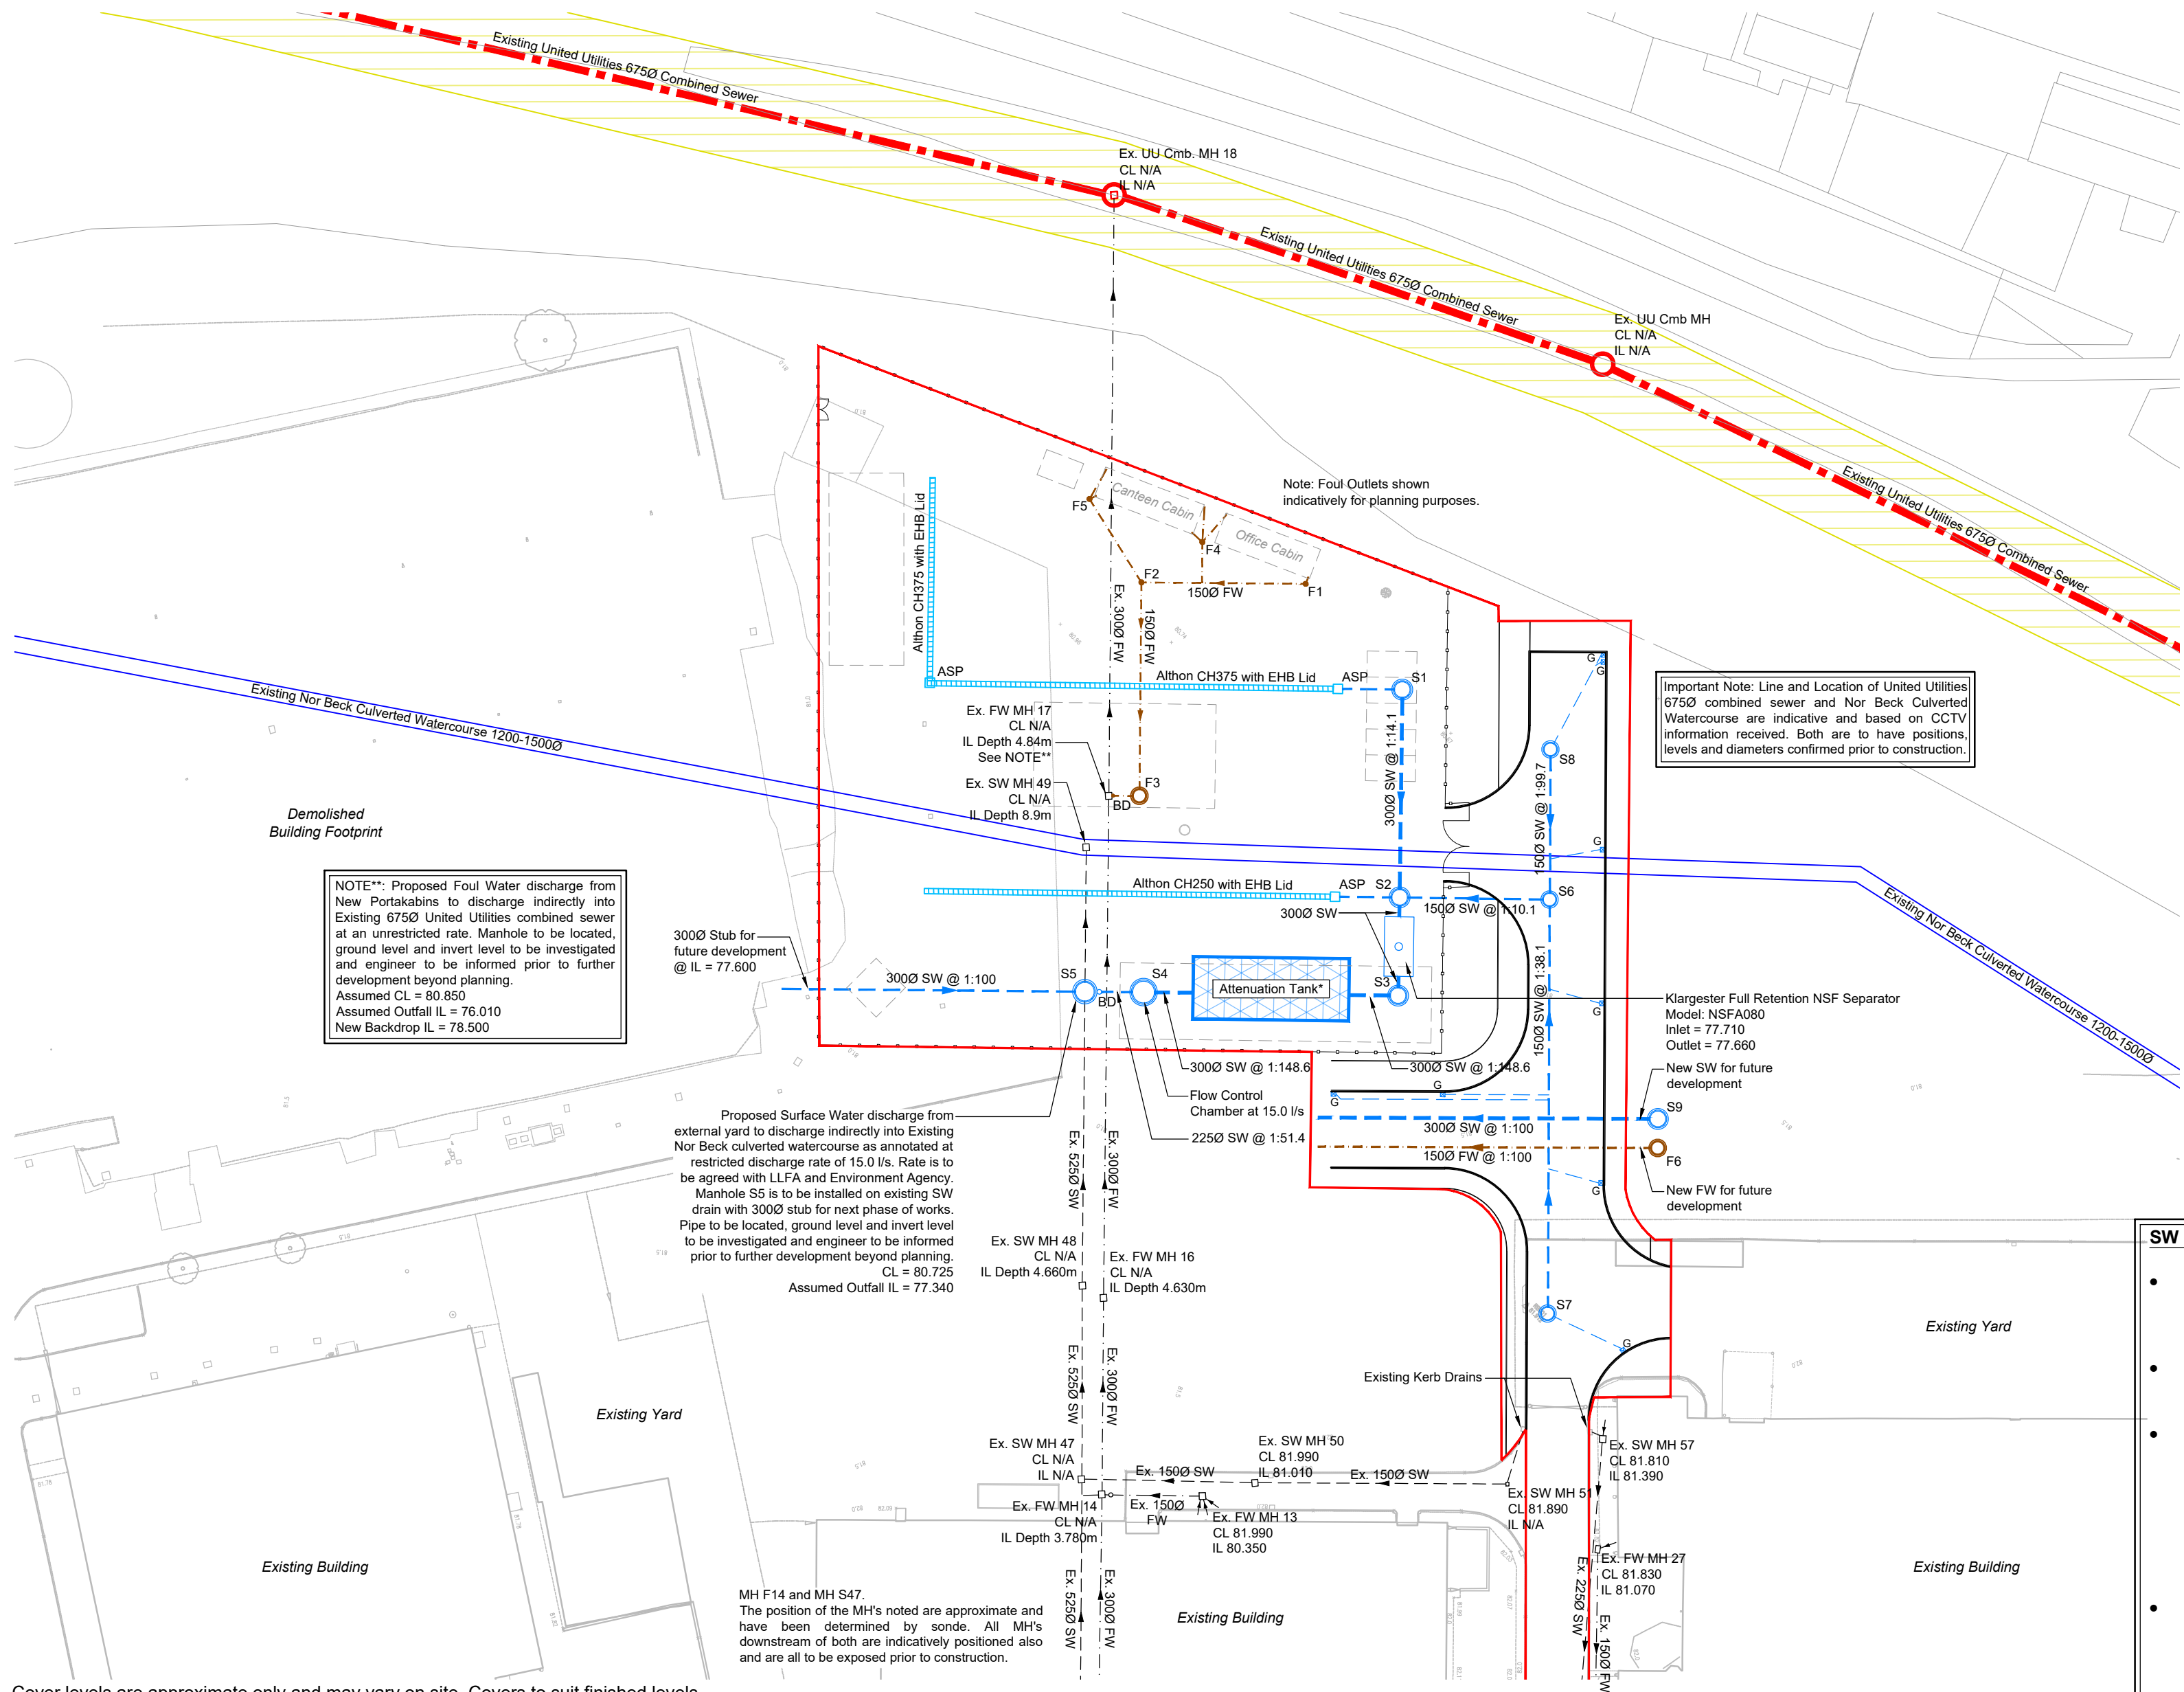 Existing United Utilities 675Ø Combined Sewer
Ex. UU Cmb. MH 18
CL N/A
IL N/A
Existing United Utilities 675Ø Combined Sewer
Ex. UU Cmb MH
CL N/A
IL N/A
Existing United Utilities 675Ø Combined Sewer
Note: Foul Outlets shown
indicatively for planning purposes.
Canteen Cabin
Office Cabin
F5
F4
F2
F1
150Ø FW
Ex. 300Ø FW
150Ø FW
Althon CH375 with EHB Lid
ASP
Althon CH375 with EHB Lid
ASP
S1
300Ø SW @ 1:14.1
Important Note: Line and Location of United Utilities
675Ø combined sewer and Nor Beck Culverted
Watercourse are indicative and based on CCTV
information received. Both are to have positions,
levels and diameters confirmed prior to construction.
G
G
S8
150Ø SW @ 1:99.7
Existing Nor Beck Culverted Watercourse 1200-1500Ø
Ex. FW MH 17
CL N/A
IL Depth 4.84m
See NOTE**
Ex. SW MH 49
CL N/A
IL Depth 8.9m
F3
BD
Demolished
Building Footprint
NOTE**: Proposed Foul Water discharge from
New Portakabins to discharge indirectly into
Existing 675Ø United Utilities combined sewer
at an unrestricted rate. Manhole to be located,
ground level and invert level to be investigated
and engineer to be informed prior to further
development beyond planning.
Assumed CL = 80.850
Assumed Outfall IL = 76.010
New Backdrop IL = 78.500
G
Althon CH250 with EHB Lid
ASP
S2
S6
150Ø SW @ 1:10.1
300Ø SW
Existing Nor Beck Culverted Watercourse 1200-1500Ø
300Ø Stub for
future development
@ IL = 77.600
300Ø SW @ 1:100
S5
BD
S4
Attenuation Tank*
S3
150Ø SW @ 1:38.1
G
Klargester Full Retention NSF Separator
Model: NSFA080
Inlet = 77.710
Outlet = 77.660
300Ø SW @ 1:148.6
300Ø SW @ 1:148.6
New SW for future
development
Flow Control
Chamber at 15.0 l/s
225Ø SW @ 1:51.4
G
G
S9
300Ø SW @ 1:100
150Ø FW @ 1:100
F6
New FW for future
development
G
Proposed Surface Water discharge from
external yard to discharge indirectly into Existing
Nor Beck culverted watercourse as annotated at
restricted discharge rate of 15.0 l/s. Rate is to
be agreed with LLFA and Environment Agency.
Manhole S5 is to be installed on existing SW
drain with 300Ø stub for next phase of works.
Pipe to be located, ground level and invert level
to be investigated and engineer to be informed
prior to further development beyond planning.
CL = 80.725
Assumed Outfall IL = 77.340
Ex. 525Ø SW
Ex. 300Ø FW
Ex. SW MH 48
CL N/A
IL Depth 4.660m
Ex. FW MH 16
CL N/A
IL Depth 4.630m
SW
S7
G
Existing Yard
Ex. 525Ø SW
Ex. 300Ø FW
Existing Kerb Drains
Existing Yard
Ex. SW MH 47
CL N/A
IL N/A
Ex. 150Ø SW
Ex. SW MH 50
CL 81.990
IL 81.010
Ex. 150Ø SW
Ex. SW MH 57
CL 81.810
IL 81.390
Ex. SW MH 51
CL 81.890
IL N/A
Ex. FW MH 14
CL N/A
IL Depth 3.780m
Ex. 150Ø
FW
Ex. FW MH 13
CL 81.990
IL 80.350
Ex. FW MH 27
CL 81.830
IL 81.070
Existing Building
Existing Building
Existing Building
Ex. 525Ø SW
Ex. 300Ø FW
Ex. 225Ø SW
Ex. 150Ø FW
MH F14 and MH S47.
The position of the MH's noted are approximate and
have been determined by sonde. All MH's
downstream of both are indicatively positioned also
and are all to be exposed prior to construction.
Cover levels are approximate only and may vary on site. Covers to suit finished levels